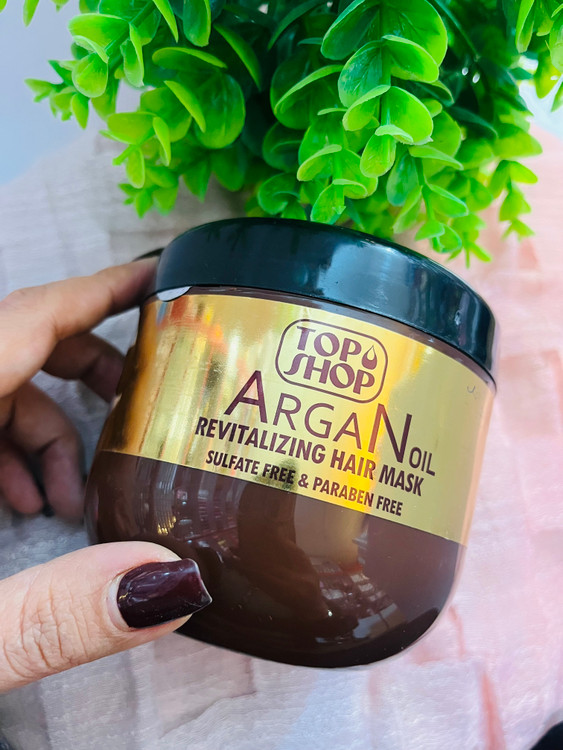 TOP
SHOP
ARGAN OIL
REVITALIZING HAIR MASK
SULFATE FREE & PARABEN FREE